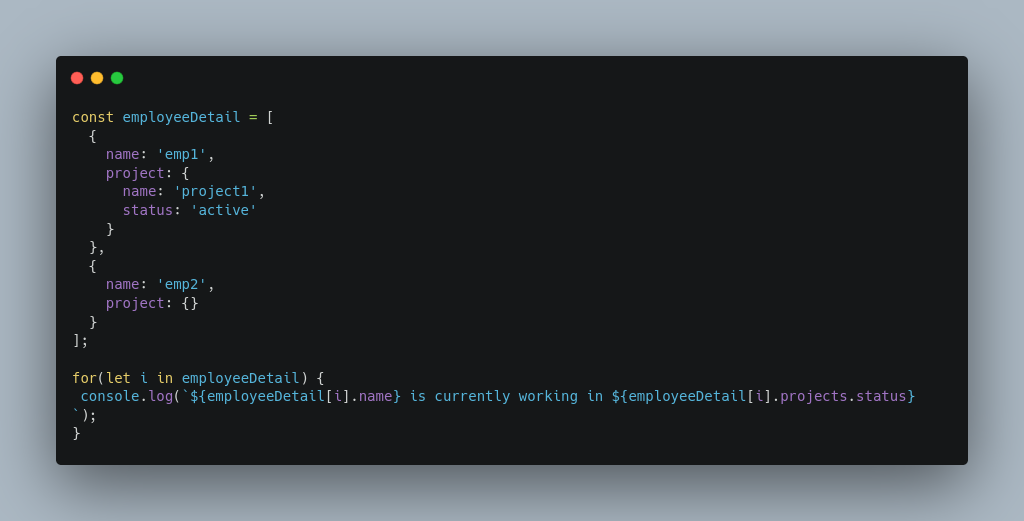 const employeeDetail = [
  {
    name: 'emp1',
    project: {
      name: 'project1',
      status: 'active'
    }
  },
  {
    name: 'emp2',
    project: {}
  }
];

for(let i in employeeDetail) {
 console.log(`${employeeDetail[i].name} is currently working in ${employeeDetail[i].projects.status}
`);
}